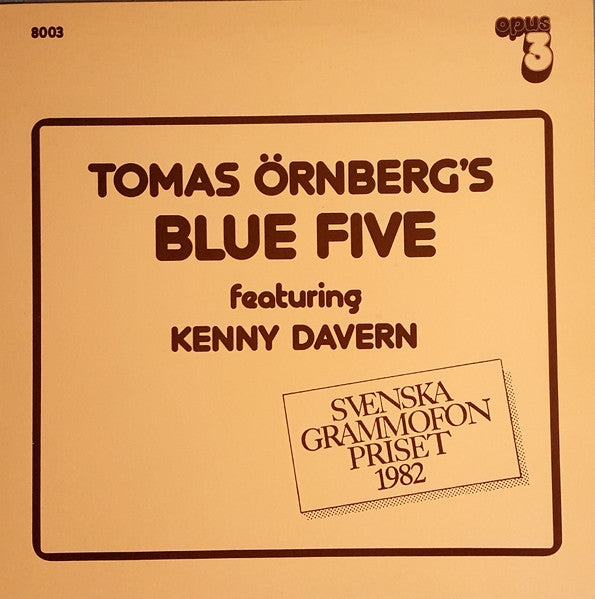 8003
opus
3
TOMAS ÖRNBERG'S
BLUE FIVE
featuring
KENNY DAVERN
SVENSKA
GRAMMOFON
PRISET
1982